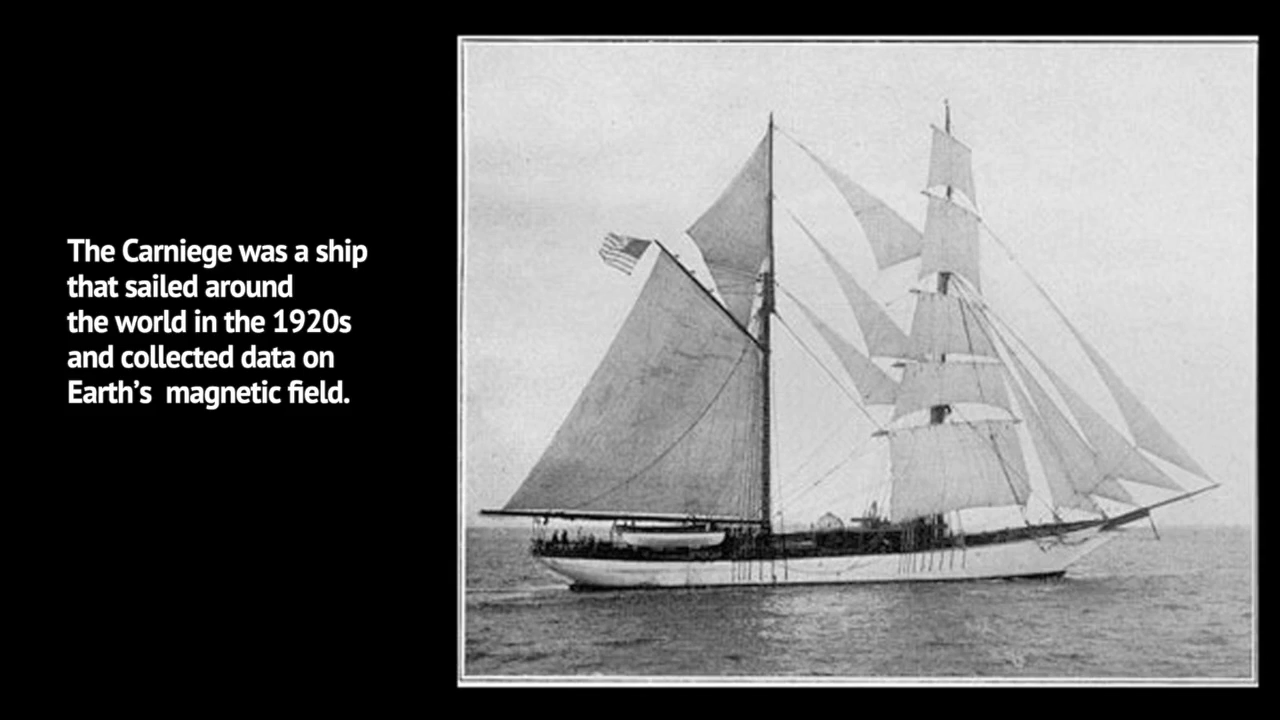 The Carniege was a ship
that sailed around
the world in the 1920s
and collected data on
Earth’s  magnetic field.